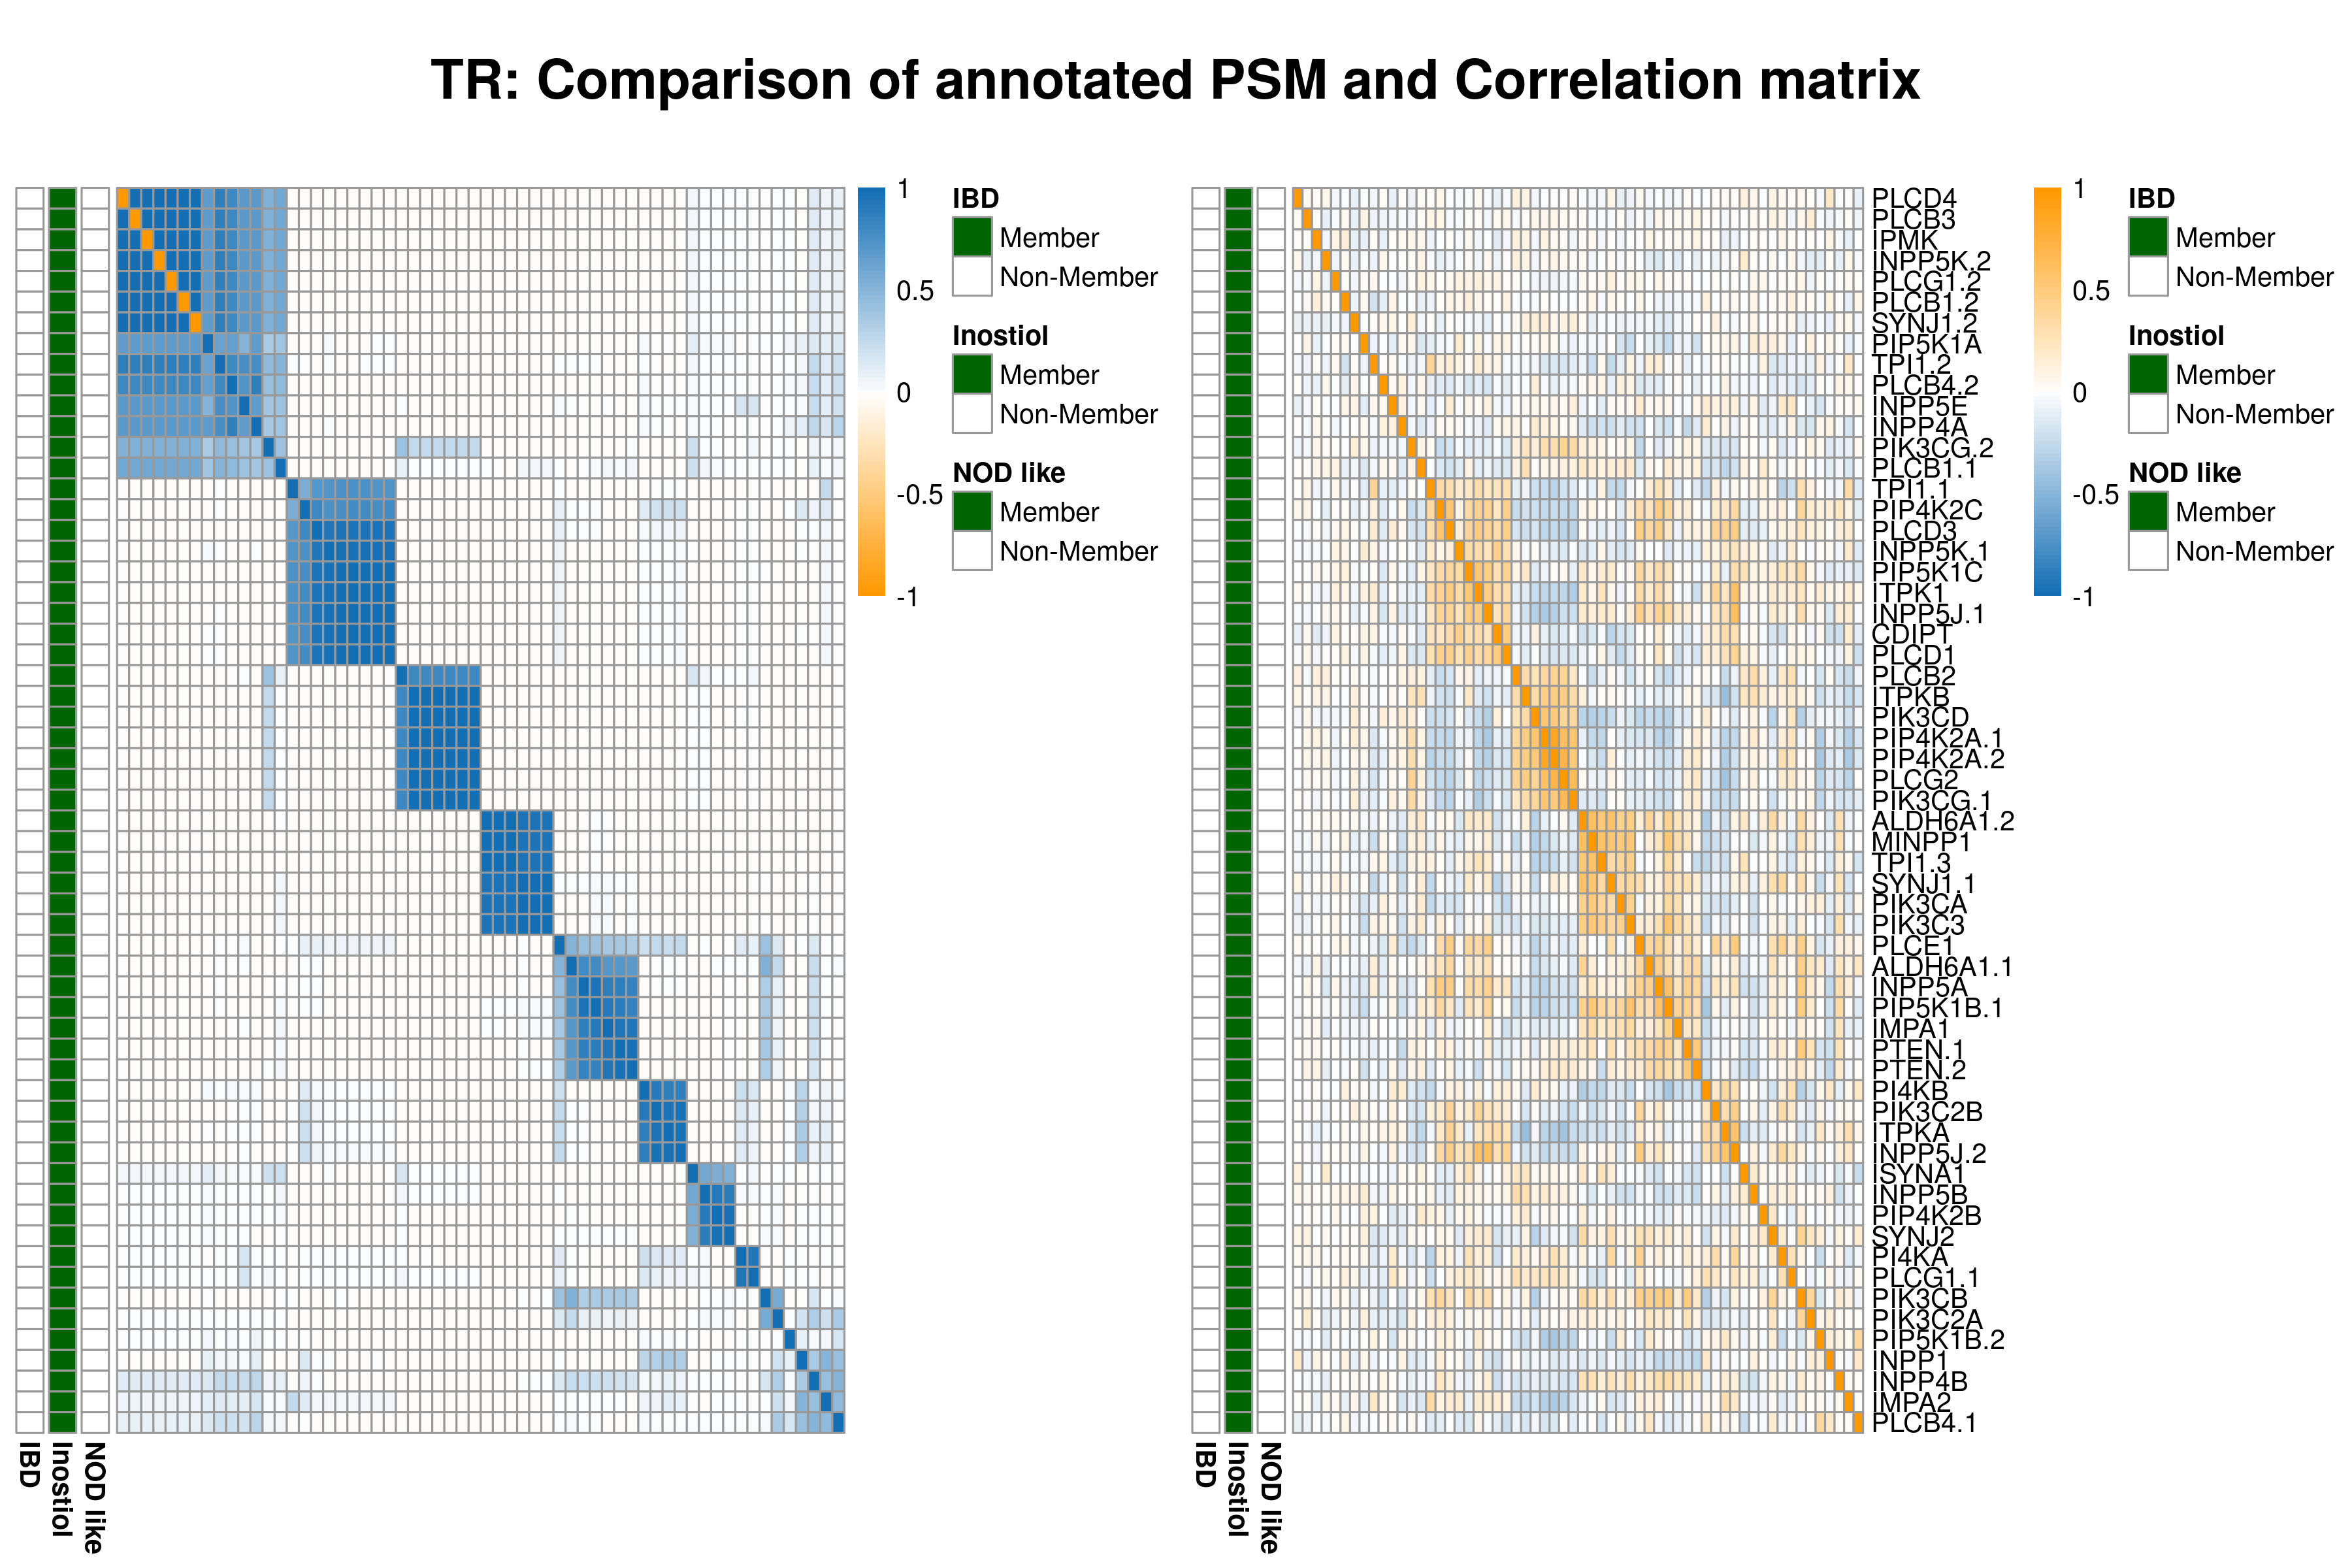 TR: Comparison of annotated PSM and Correlation matrix
1
0.5
0
-0.5
-1
IBD
Member
Non-Member
Inostiol
Member
Non-Member
NOD like
Member
Non-Member
IBD
Inostiol
NOD like
PLCD4
PLCB3
IPMK
INPP5K.2
PLCG1.2
PLCB1.2
SYNJ1.2
PIP5K1A
TPI1.2
PLCB4.2
INPP5E
INPP4A
PIK3CG.2
PLCB1.1
TPI1.1
PIP4K2C
PLCD3
INPP5K.1
PIP5K1C
ITPK1
INPP5J.1
CDIPT
PLCD1
PLCB2
ITPKB
PIK3CD
PIP4K2A.1
PIP4K2A.2
PLCG2
PIK3CG.1
ALDH6A1.2
MINPP1
TPI1.3
SYNJ1.1
PIK3CA
PIK3C3
PLCE1
ALDH6A1.1
INPP5A
PIP5K1B.1
IMPA1
PTEN.1
PTEN.2
PI4KB
PIK3C2B
ITPKA
INPP5J.2
ISYNA1
INPP5B
PIP4K2B
SYNJ2
PI4KA
PLCG1.1
PIK3CB
PIK3C2A
PIP5K1B.2
INPP1
INPP4B
IMPA2
PLCB4.1
1
0.5
0
-0.5
-1
IBD
Member
Non-Member
Inostiol
Member
Non-Member
NOD like
Member
Non-Member
IBD
Inostiol
NOD like